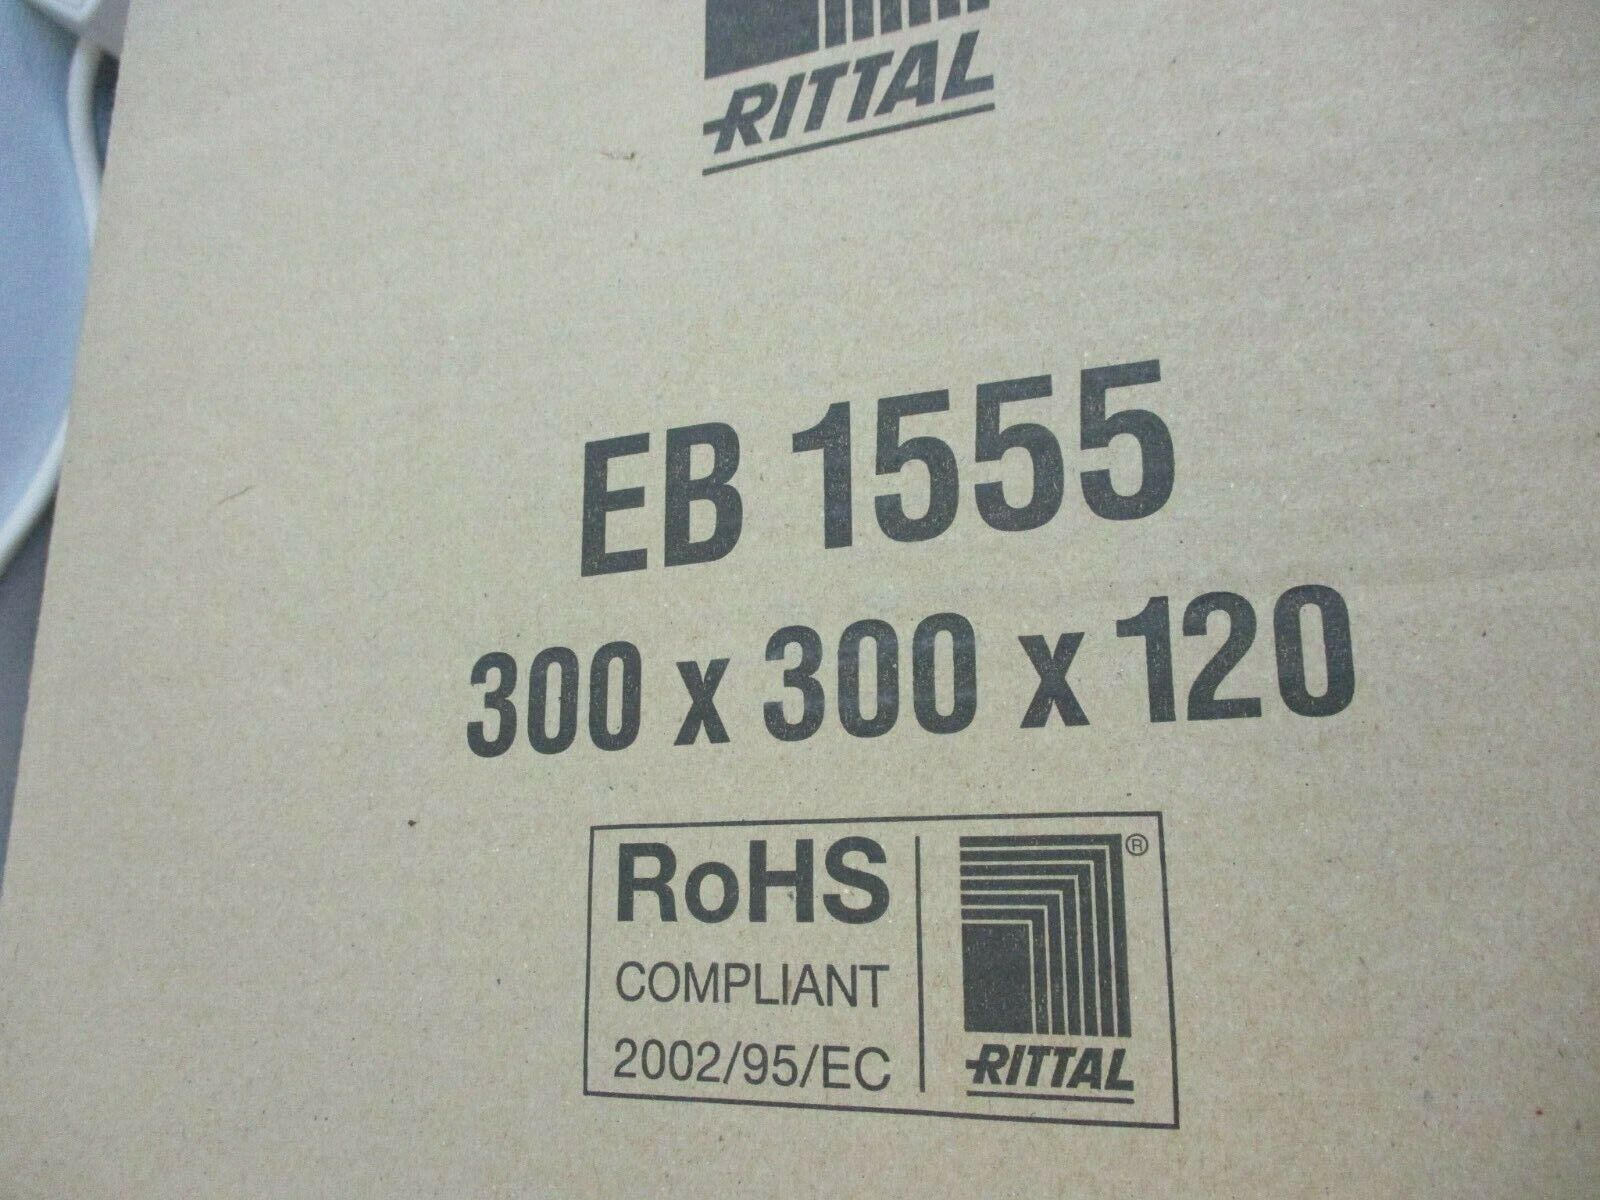 RITTAL
EB 1555
300 x 300 x 120
RoHS
COMPLIANT
2002/95/EC
®
RITTAL